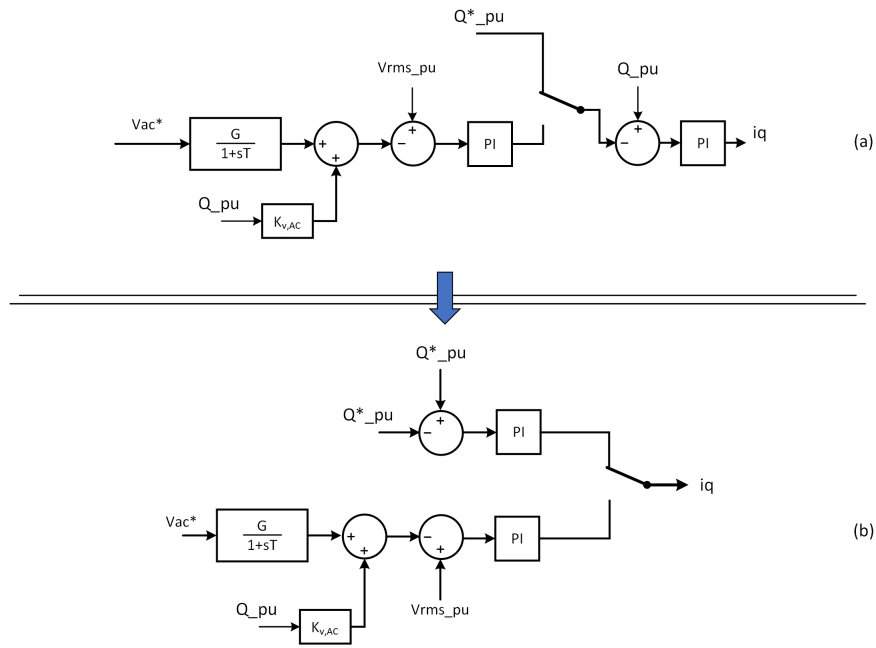 Q*_pu
Vrms_pu
Q_pu
Vac*
G
1+sT
+
+
+
−
PI
+
−
PI
iq
(a)
Q_pu
Kv,AC
Q*_pu
Q*_pu
+
−
PI
iq
Vac*
G
1+sT
+
+
−
+
PI
(b)
Q_pu
Kv,AC
Vrms_pu